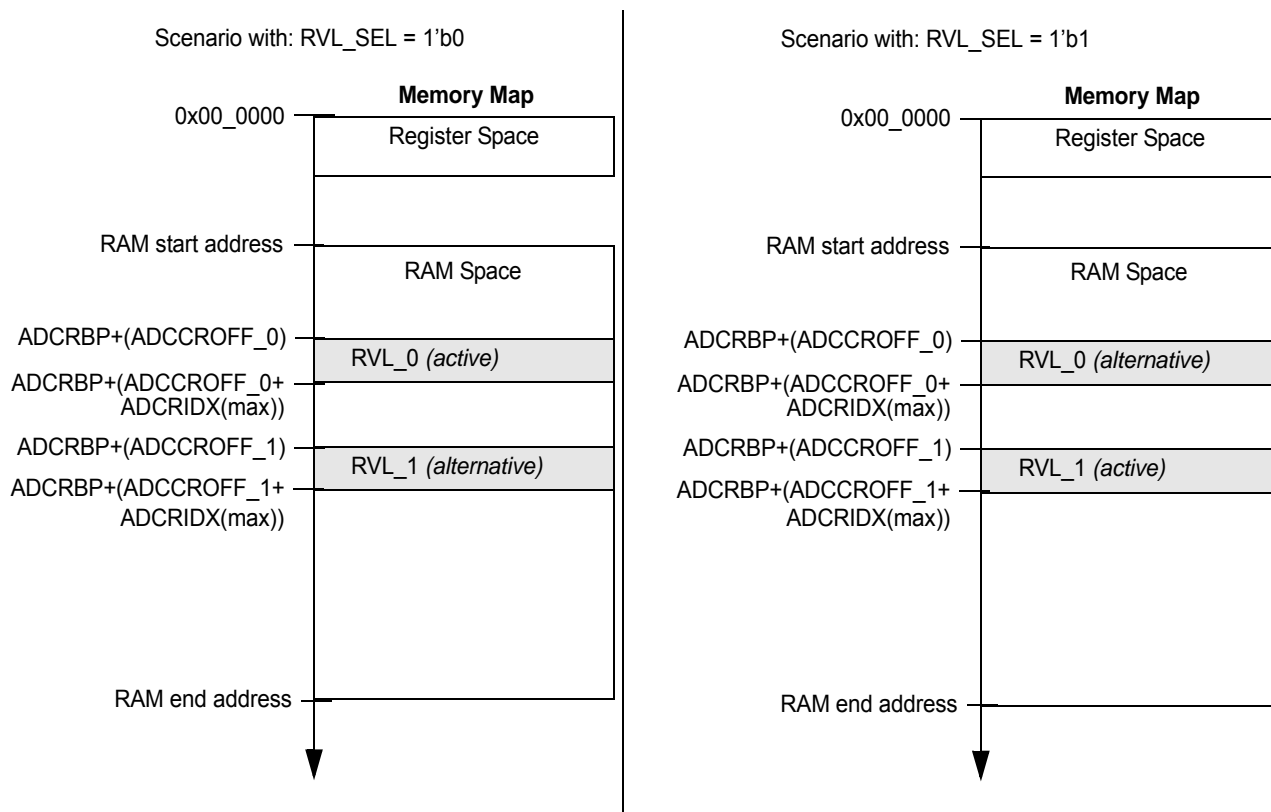 Scenario with: RVL_SEL = 1'b0
Memory Map
0x00_0000
Register Space
RAM start address
RAM Space
ADCRBP+(ADCCROFF_0)
RVL_0 (active)
ADCRBP+(ADCCROFF_0+
ADCRIDX(max))
ADCRBP+(ADCCROFF_1)
RVL_1 (alternative)
ADCRBP+(ADCCROFF_1+
ADCRIDX(max))
RAM end address
Scenario with: RVL_SEL = 1'b1
Memory Map
0x00_0000
Register Space
RAM start address
RAM Space
ADCRBP+(ADCCROFF_0)
RVL_0 (alternative)
ADCRBP+(ADCCROFF_0+
ADCRIDX(max))
ADCRBP+(ADCCROFF_1)
RVL_1 (active)
ADCRBP+(ADCCROFF_1+
ADCRIDX(max))
RAM end address